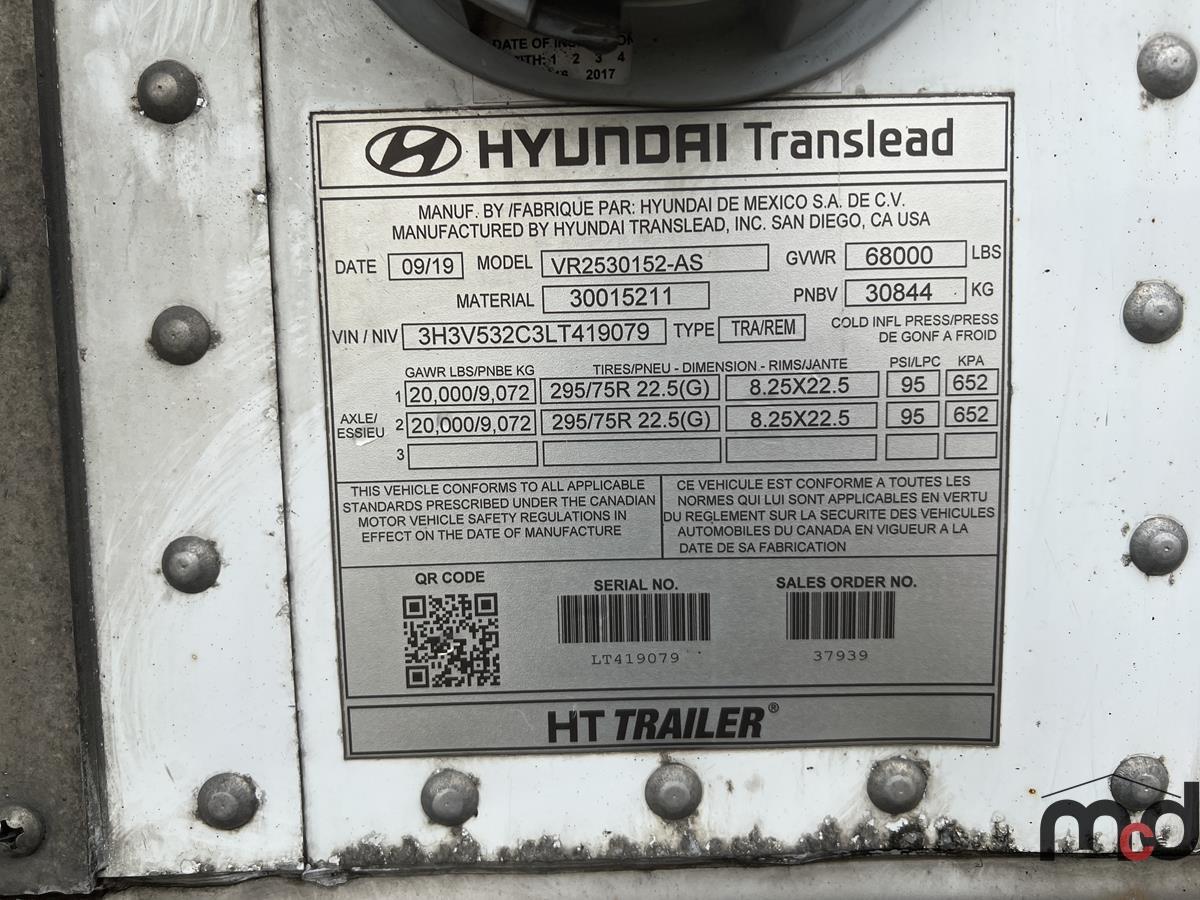 DATE OF
1 2 3 4
2017
HYUNDAI Translead
MANUF. BY /FABRIQUE PAR: HYUNDAI DE MEXICO S.A. DE C.V.
MANUFACTURED BY HYUNDAI TRANSLEAD, INC. SAN DIEGO, CA USA
DATE 09/19 MODEL VR2530152-AS GVWR 68000 LBS
MATERIAL 30015211 PNBV 30844 KG
VIN / NIV 3H3V532C3LT419079 TYPE TRA/REM COLD INFL PRESS/PRESS
DE GONF A FROID
GAWR LBS/PNBE KG TIRES/PNEU - DIMENSION - RIMS/JANTE PSI/LPC KPA
1 20,000/9,072 295/75R 22.5(G) 8.25X22.5 95 652
AXLE/
ESSIEU
2 20,000/9,072 295/75R 22.5(G) 8.25X22.5 95 652
3
THIS VEHICLE CONFORMS TO ALL APPLICABLE
STANDARDS PRESCRIBED UNDER THE CANADIAN
MOTOR VEHICLE SAFETY REGULATIONS IN
EFFECT ON THE DATE OF MANUFACTURE
CE VEHICULE EST CONFORME A TOUTES LES
NORMES QUI LUI SONT APPLICABLES EN VERTU
DU REGLEMENT SUR LA SECURITE DES VEHICULES
AUTOMOBILES DU CANADA EN VIGUEUR A LA
DATE DE SA FABRICATION
QR CODE
SERIAL NO.
LT419079
SALES ORDER NO.
37939
HT TRAILER®
mcd